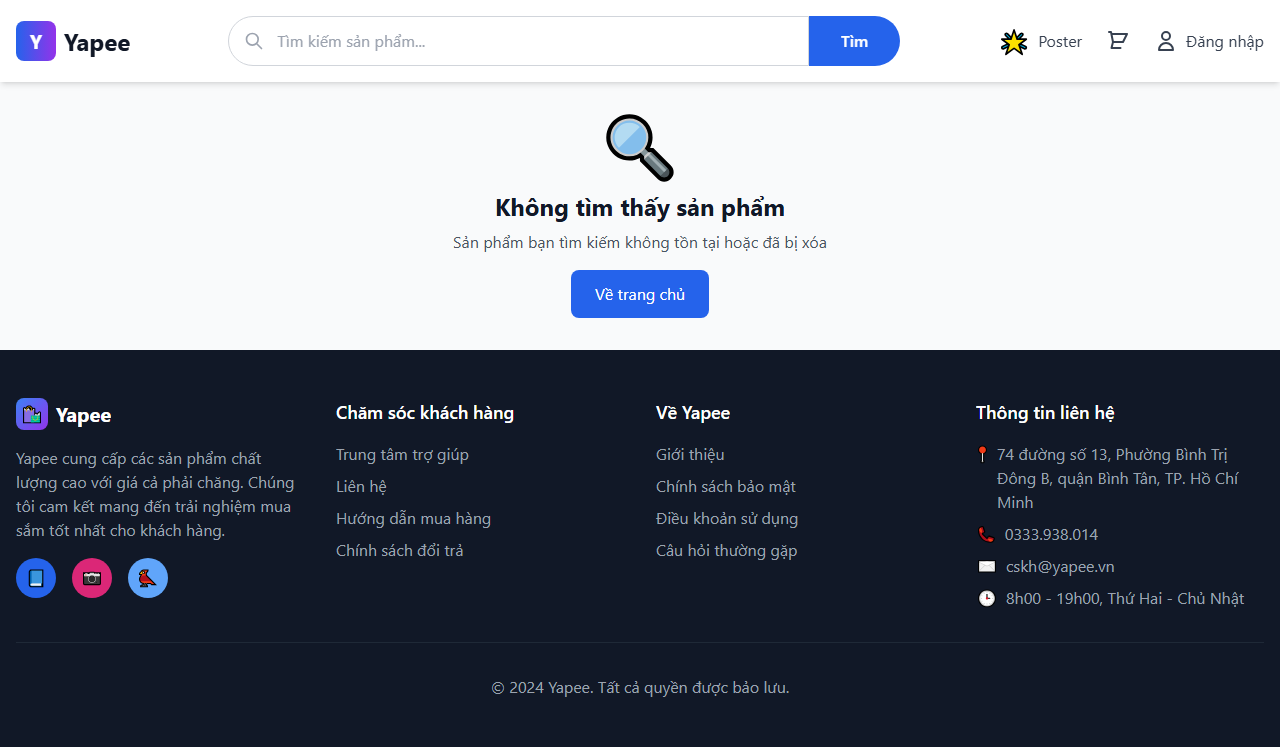 Y Yapee
Tìm kiếm sản phẩm...
Tìm
Poster
Đăng nhập
Không tìm thấy sản phẩm
Sản phẩm bạn tìm kiếm không tồn tại hoặc đã bị xóa
Về trang chủ
Yapee
Yapee cung cấp các sản phẩm chất
lượng cao với giá cả phải chăng. Chúng
tôi cam kết mang đến trải nghiệm mua
sắm tốt nhất cho khách hàng.
Chăm sóc khách hàng
Trung tâm trợ giúp
Liên hệ
Hướng dẫn mua hàng
Chính sách đổi trả
Về Yapee
Giới thiệu
Chính sách bảo mật
Điều khoản sử dụng
Câu hỏi thường gặp
Thông tin liên hệ
74 đường số 13, Phường Bình Trị
Đông B, quận Bình Tân, TP. Hồ Chí
Minh
0333.938.014
cskh@yapee.vn
8h00 - 19h00, Thứ Hai - Chủ Nhật
© 2024 Yapee. Tất cả quyền được bảo lưu.